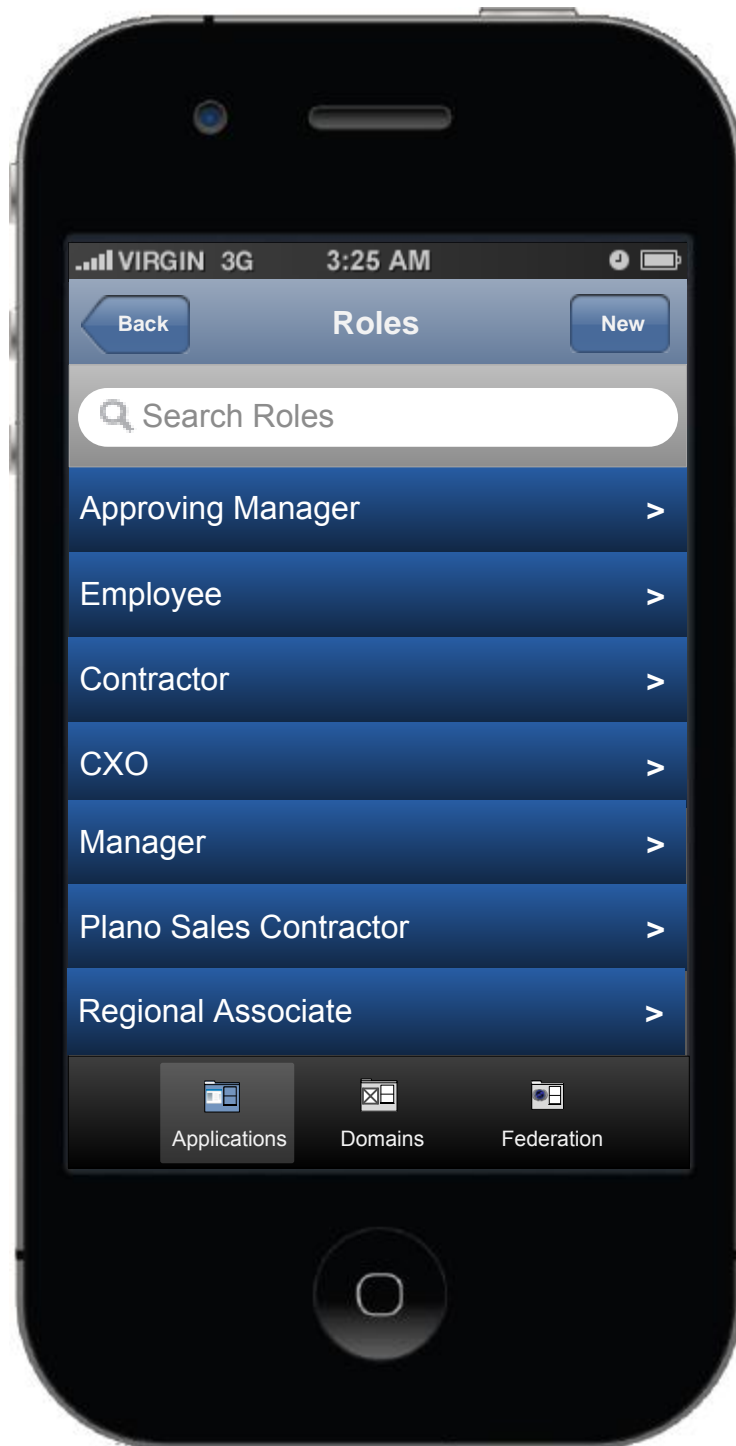 VIRGIN 3G 3:25 AM
Back Roles New
Search Roles
Approving Manager >
Employee >
Contractor >
CXO >
Manager >
Plano Sales Contractor >
Regional Associate >
Applications Domains Federation